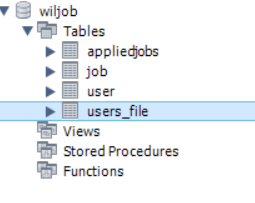 wiljob
Tables
appliedjobs
job
user
users_file
Views
Stored Procedures
Functions